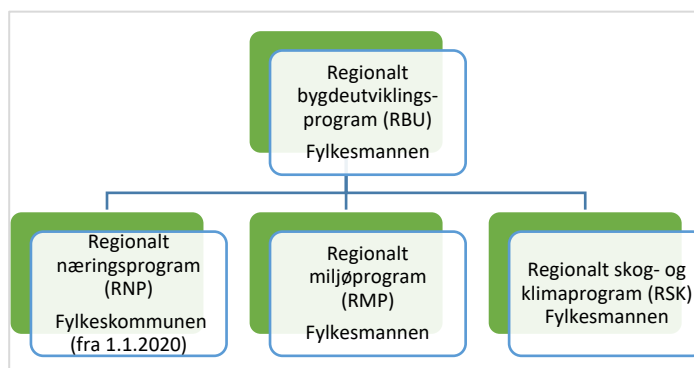 Regionalt
bygdeutviklings-
program (RBU)
Fylkesmannen
Regionalt
næringsprogram
(RNP)
Fylkeskommunen
(fra 1.1.2020)
Regionalt
miljøprogram
(RMP)
Fylkesmannen
Regionalt skog- og
klimaprogram (RSK)
Fylkesmannen